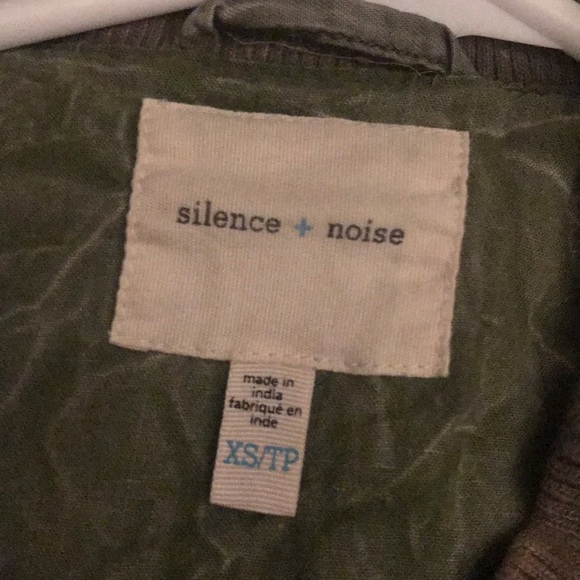 silence + noise
made in
india
fabriqué en
inde
XS/TP